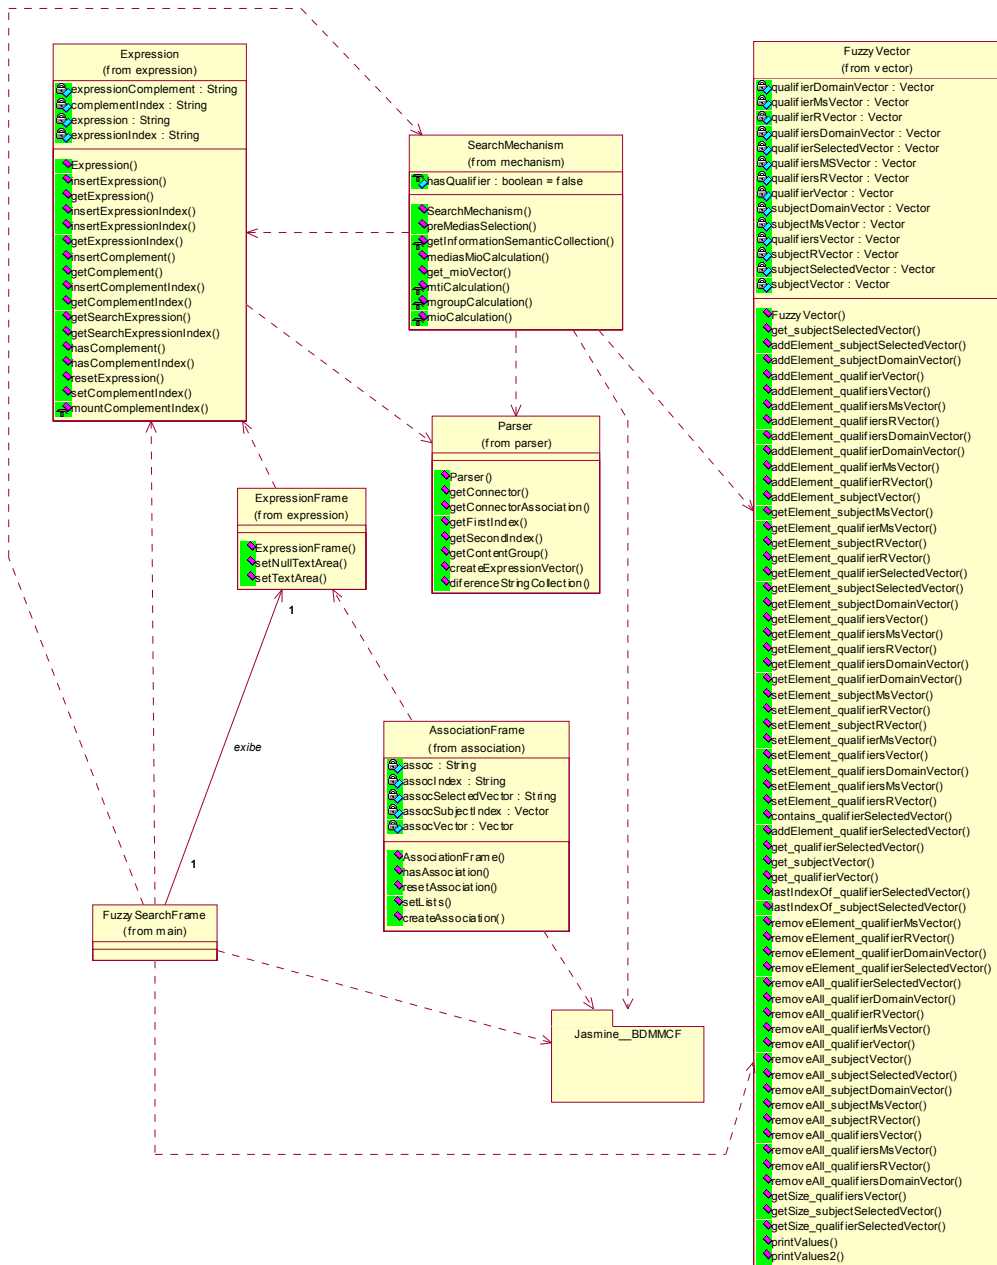 Expression
(from expression)
expressionComplement : String
complementIndex : String
expression : String
expressionIndex : String
Expression()
insertExpression()
getExpression()
insertExpressionIndex()
insertExpressionIndex()
getExpressionIndex()
insertComplement()
getComplement()
insertComplementIndex()
getComplementIndex()
getSearchExpression()
getSearchExpressionIndex()
hasComplement()
hasComplementIndex()
resetExpression()
setComplementIndex()
mountComplementIndex()
SearchMechanism
(from mechanism)
hasQualifier : boolean = false
SearchMechanism()
preMediasSelection()
getInformationSemanticCollection()
mediasMioCalculation()
get_mioVector()
mtiCalculation()
mgroupCalculation()
mioCalculation()
Parser
(from parser)
Parser()
getConnector()
getConnectorAssociation()
getFirstIndex()
getSecondIndex()
getContentGroup()
createExpressionVector()
diferenceStringCollection()
ExpressionFrame
(from expression)
ExpressionFrame()
setNullTextArea()
setTextArea()
1
exibe
1
AssociationFrame
(from association)
assoc : String
assocIndex : String
assocSelectedVector : String
assocSubjectIndex : Vector
assocVector : Vector
AssociationFrame()
hasAssociation()
resetAssociation()
setLists()
createAssociation()
FuzzySearchFrame
(from main)
Jasmine__BDMMCF
FuzzyVector
(from vector)
qualifierDomainVector : Vector
qualifierMsVector : Vector
qualifierRVector : Vector
qualifiersDomainVector : Vector
qualifierSelectedVector : Vector
qualifiersMSVector : Vector
qualifiersRVector : Vector
qualifierVector : Vector
subjectDomainVector : Vector
subjectMsVector : Vector
qualifiersVector : Vector
subjectRVector : Vector
subjectSelectedVector : Vector
subjectVector : Vector
FuzzyVector()
get_subjectSelectedVector()
addElement_subjectSelectedVector()
addElement_subjectDomainVector()
addElement_qualifierVector()
addElement_qualifiersVector()
addElement_qualifiersMsVector()
addElement_qualifiersRVector()
addElement_qualifiersDomainVector()
addElement_qualifierDomainVector()
addElement_qualifierMsVector()
addElement_qualifierRVector()
addElement_subjectVector()
getElement_subjectMsVector()
getElement_qualifierMsVector()
getElement_subjectRVector()
getElement_qualifierRVector()
getElement_qualifierSelectedVector()
getElement_subjectSelectedVector()
getElement_subjectDomainVector()
getElement_qualifiersVector()
getElement_qualifiersMsVector()
getElement_qualifiersRVector()
getElement_qualifiersDomainVector()
getElement_qualifierDomainVector()
setElement_subjectMsVector()
setElement_qualifierRVector()
setElement_subjectRVector()
setElement_qualifierMsVector()
setElement_qualifiersVector()
setElement_qualifiersDomainVector()
setElement_qualifiersMsVector()
setElement_qualifiersRVector()
contains_qualifierSelectedVector()
addElement_qualifierSelectedVector()
get_qualifierSelectedVector()
get_subjectVector()
get_qualifierVector()
lastIndexOf_qualifierSelectedVector()
lastIndexOf_subjectSelectedVector()
removeElement_qualifierMsVector()
removeElement_qualifierRVector()
removeElement_qualifierDomainVector()
removeElement_qualifierSelectedVector()
removeAll_qualifierSelectedVector()
removeAll_qualifierDomainVector()
removeAll_qualifierRVector()
removeAll_qualifierMsVector()
removeAll_qualifierVector()
removeAll_subjectVector()
removeAll_subjectSelectedVector()
removeAll_subjectDomainVector()
removeAll_subjectMsVector()
removeAll_subjectRVector()
removeAll_qualifiersVector()
removeAll_qualifiersMsVector()
removeAll_qualifiersRVector()
removeAll_qualifiersDomainVector()
getSize_qualifiersVector()
getSize_subjectSelectedVector()
getSize_qualifierSelectedVector()
printValues()
printValues2()